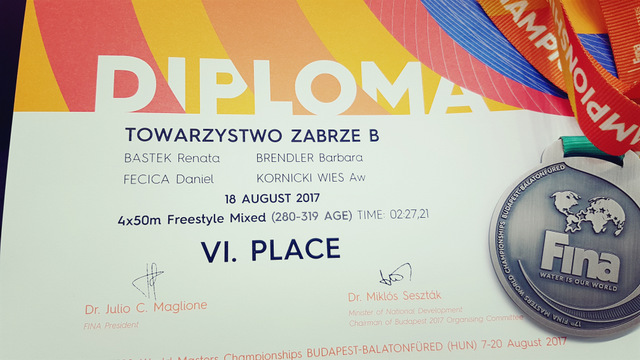 DIPLOMA
TOWARZYSTWO ZABRZE B
BASTEK Renata BRENDLER Barbara
FECICA Daniel KORNICKI WIES Aw
18 AUGUST 2017
4x50m Freestyle Mixed (280-319 AGE) TIME: 02:27,21
VI. PLACE
Dr. Julio C. Maglione
FINA President
Dr. Miklós Seszták
Minister of National Development
Chairman of Budapest 2017 Organising Committee
World Masters Championships BUDAPEST-BALATONFÜRED (HUN) 7-20 August 2017
CHAMPIONSHIPS
CHAMPIONS
17th FINA MASTERS WORLD CHAMPIONSHIPS BUDAPEST-BALATONFÜRED
Fina
WATER IS OUR WORLD